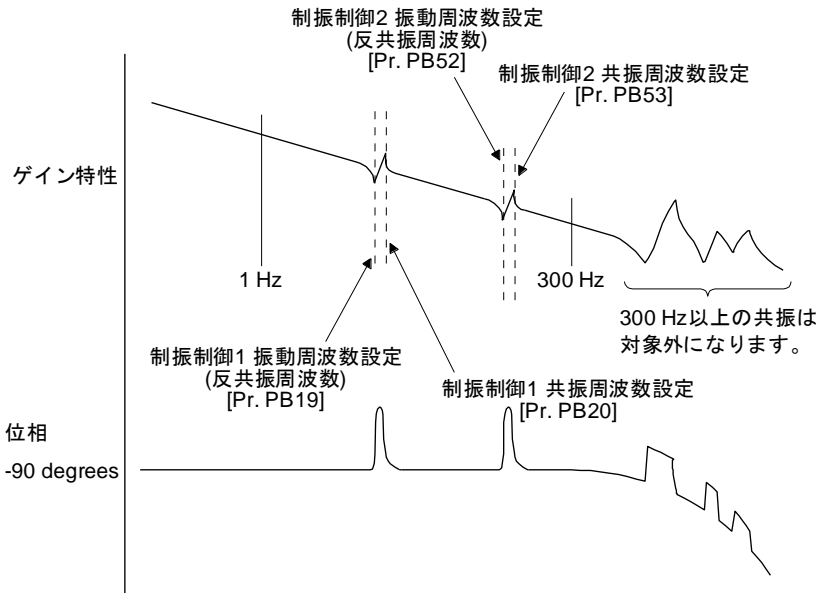 制振制御2 振動周波数設定
(反共振周波数)
[Pr. PB52]
制振制御2 共振周波数設定
[Pr. PB53]
ゲイン特性
1 Hz
300 Hz
300 Hz以上の共振は
対象外になります。
制振制御1 振動周波数設定
(反共振周波数)
[Pr. PB19]
制振制御1 共振周波数設定
[Pr. PB20]
位相
-90 degrees